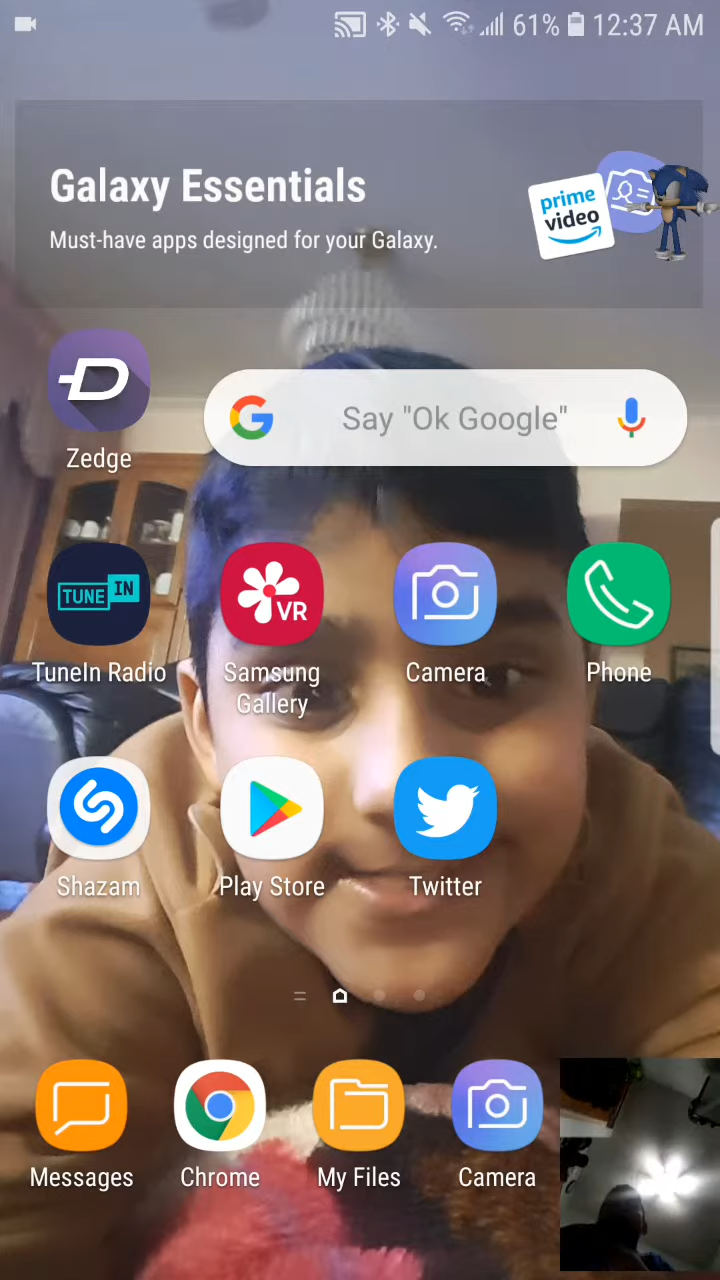 61% 12:37 AM
Galaxy Essentials
Must-have apps designed for your Galaxy.
prime
video
Zedge
Say "Ok Google"
TUNE IN
VR
TuneIn Radio
Samsung
Gallery
Camera
Phone
Shazam
Play Store
Twitter
Messages
Chrome
My Files
Camera